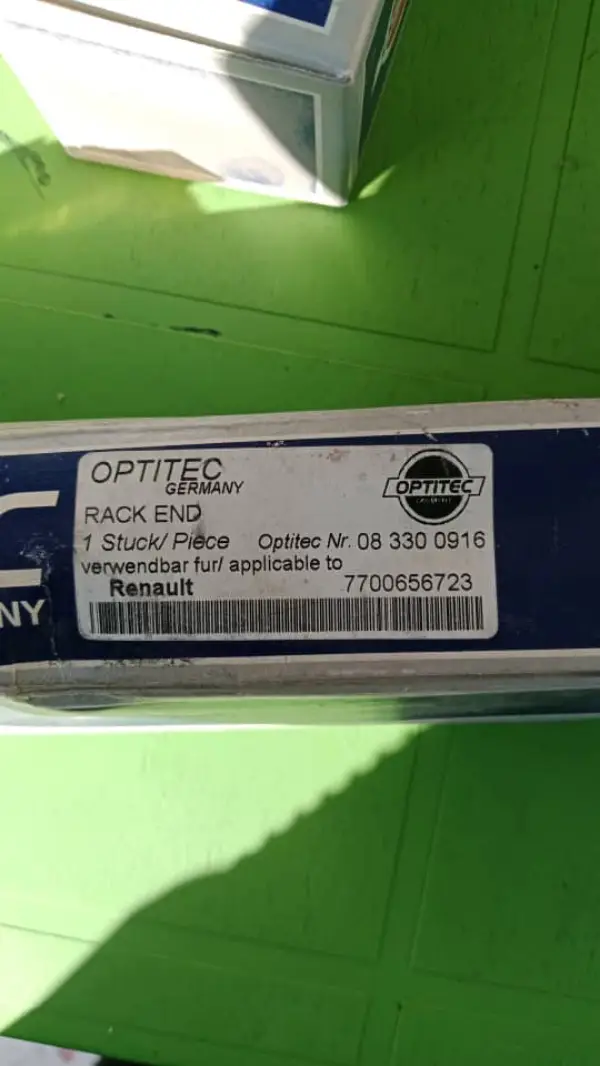 OPTITEC
GERMANY
OPTITEC
RACK END
1 Stuck/ Piece Optitec Nr. 08 330 0916
verwendbar fur/ applicable to
Renault 7700656723
NY